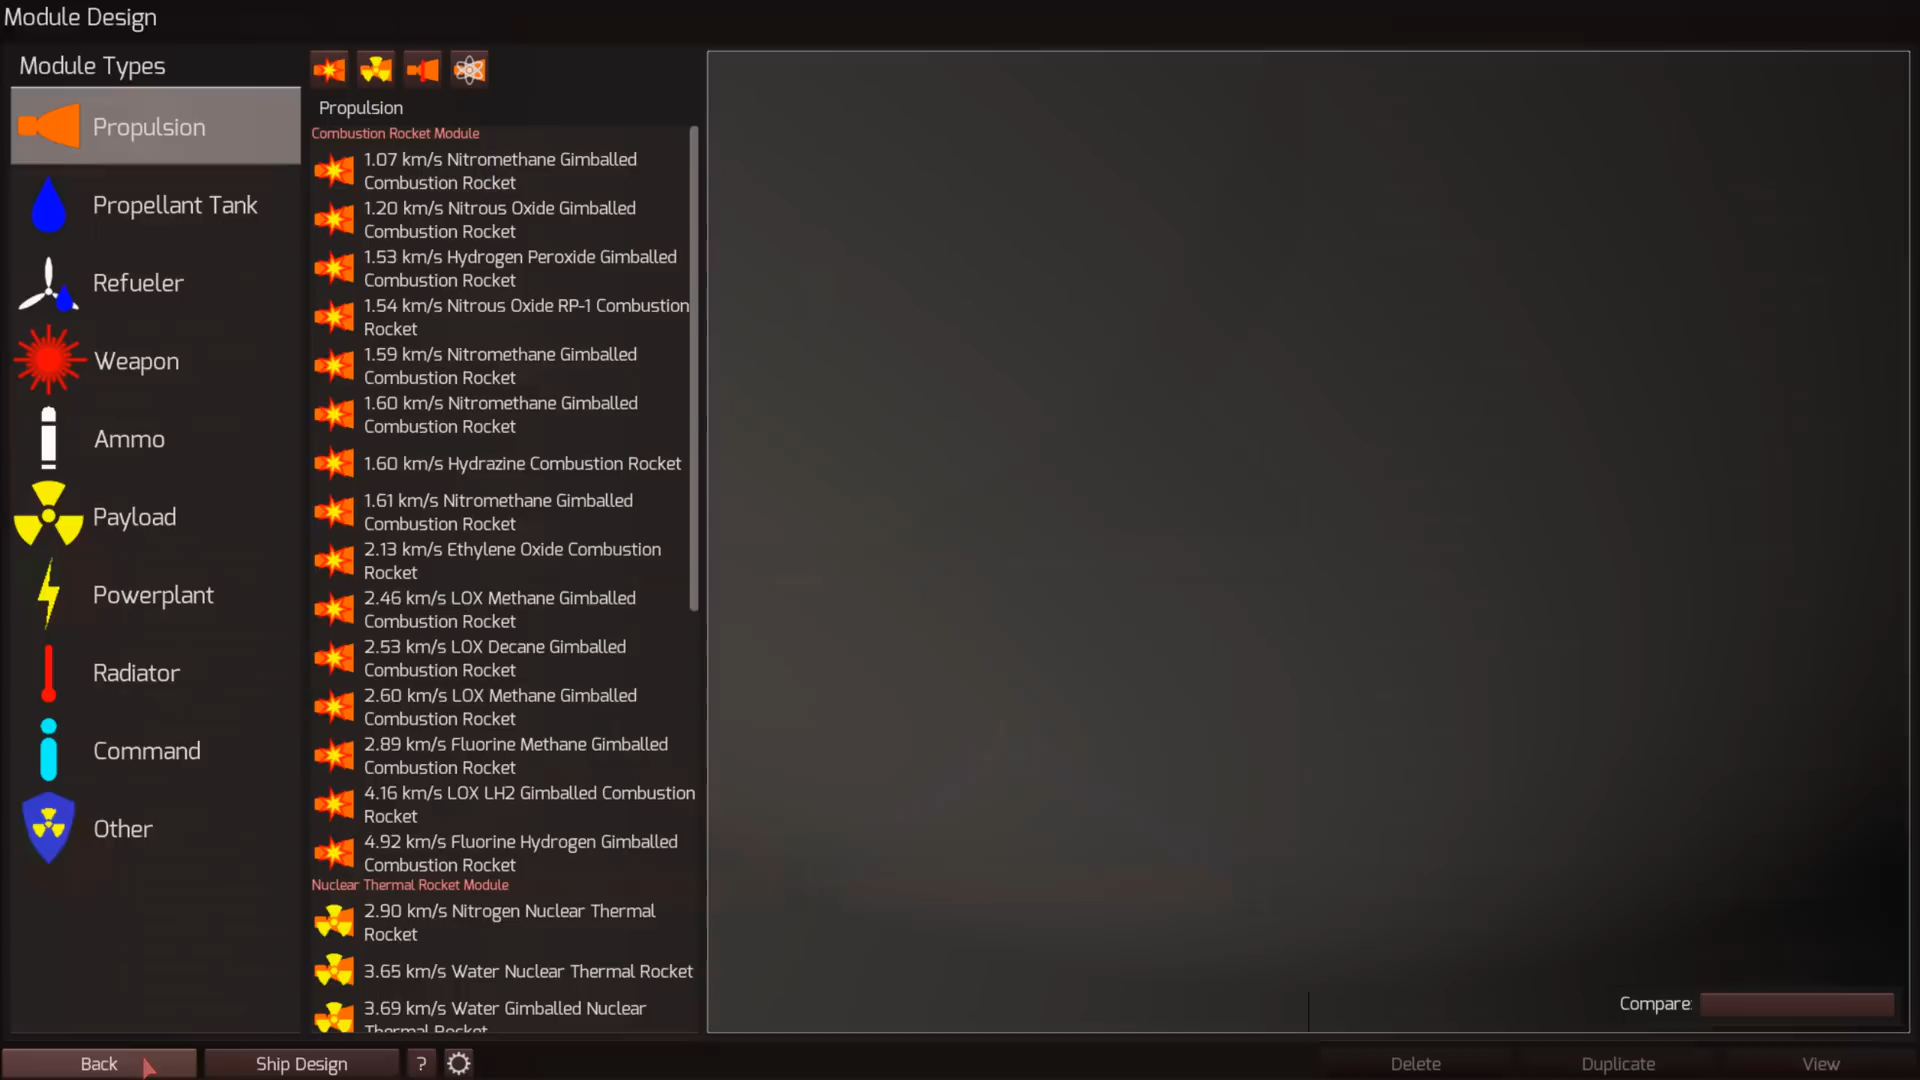 Module Design
Module Types
Propulsion
Propellant Tank
Refueler
Weapon
Ammo
Payload
Powerplant
Radiator
Command
Other
Propulsion
Combustion Rocket Module
1.07 km/s Nitromethane Gimballed
Combustion Rocket
1.20 km/s Nitrous Oxide Gimballed
Combustion Rocket
1.53 km/s Hydrogen Peroxide Gimballed
Combustion Rocket
1.54 km/s Nitrous Oxide RP-1 Combustion
Rocket
1.59 km/s Nitromethane Gimballed
Combustion Rocket
1.60 km/s Nitromethane Gimballed
Combustion Rocket
1.60 km/s Hydrazine Combustion Rocket
1.61 km/s Nitromethane Gimballed
Combustion Rocket
2.13 km/s Ethylene Oxide Combustion
Rocket
2.46 km/s LOX Methane Gimballed
Combustion Rocket
2.53 km/s LOX Decane Gimballed
Combustion Rocket
2.60 km/s LOX Methane Gimballed
Combustion Rocket
2.89 km/s Fluorine Methane Gimballed
Combustion Rocket
4.16 km/s LOX LH2 Gimballed Combustion
Rocket
4.92 km/s Fluorine Hydrogen Gimballed
Combustion Rocket
Nuclear Thermal Rocket Module
2.90 km/s Nitrogen Nuclear Thermal
Rocket
3.65 km/s Water Nuclear Thermal Rocket
3.69 km/s Water Gimballed Nuclear
Thermal Rocket
Compare:
Back
Ship Design
?
Delete
Duplicate
View